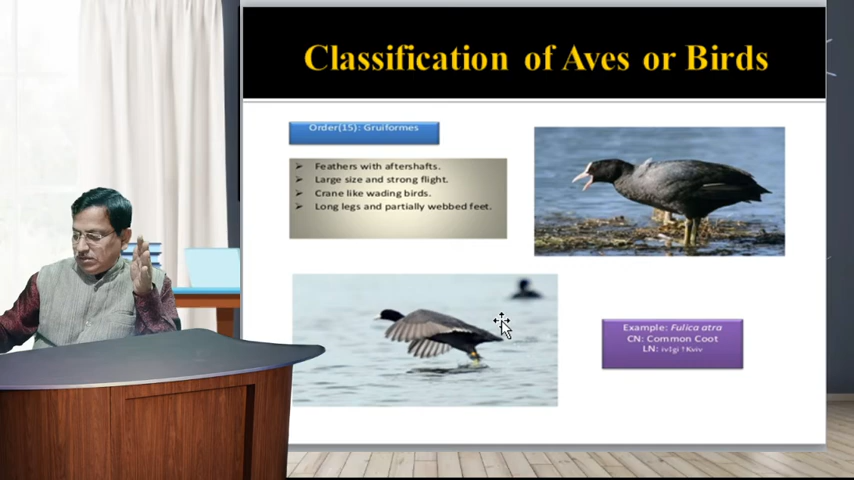 Classification of Aves or Birds
Order(15): Gruiformes
➢ Feathers with aftershafts.
➢ Large size and strong flight.
➢ Crane like wading birds.
➢ Long legs and partially webbed feet.
Example: Fulica atra
CN: Common Coot
LN: